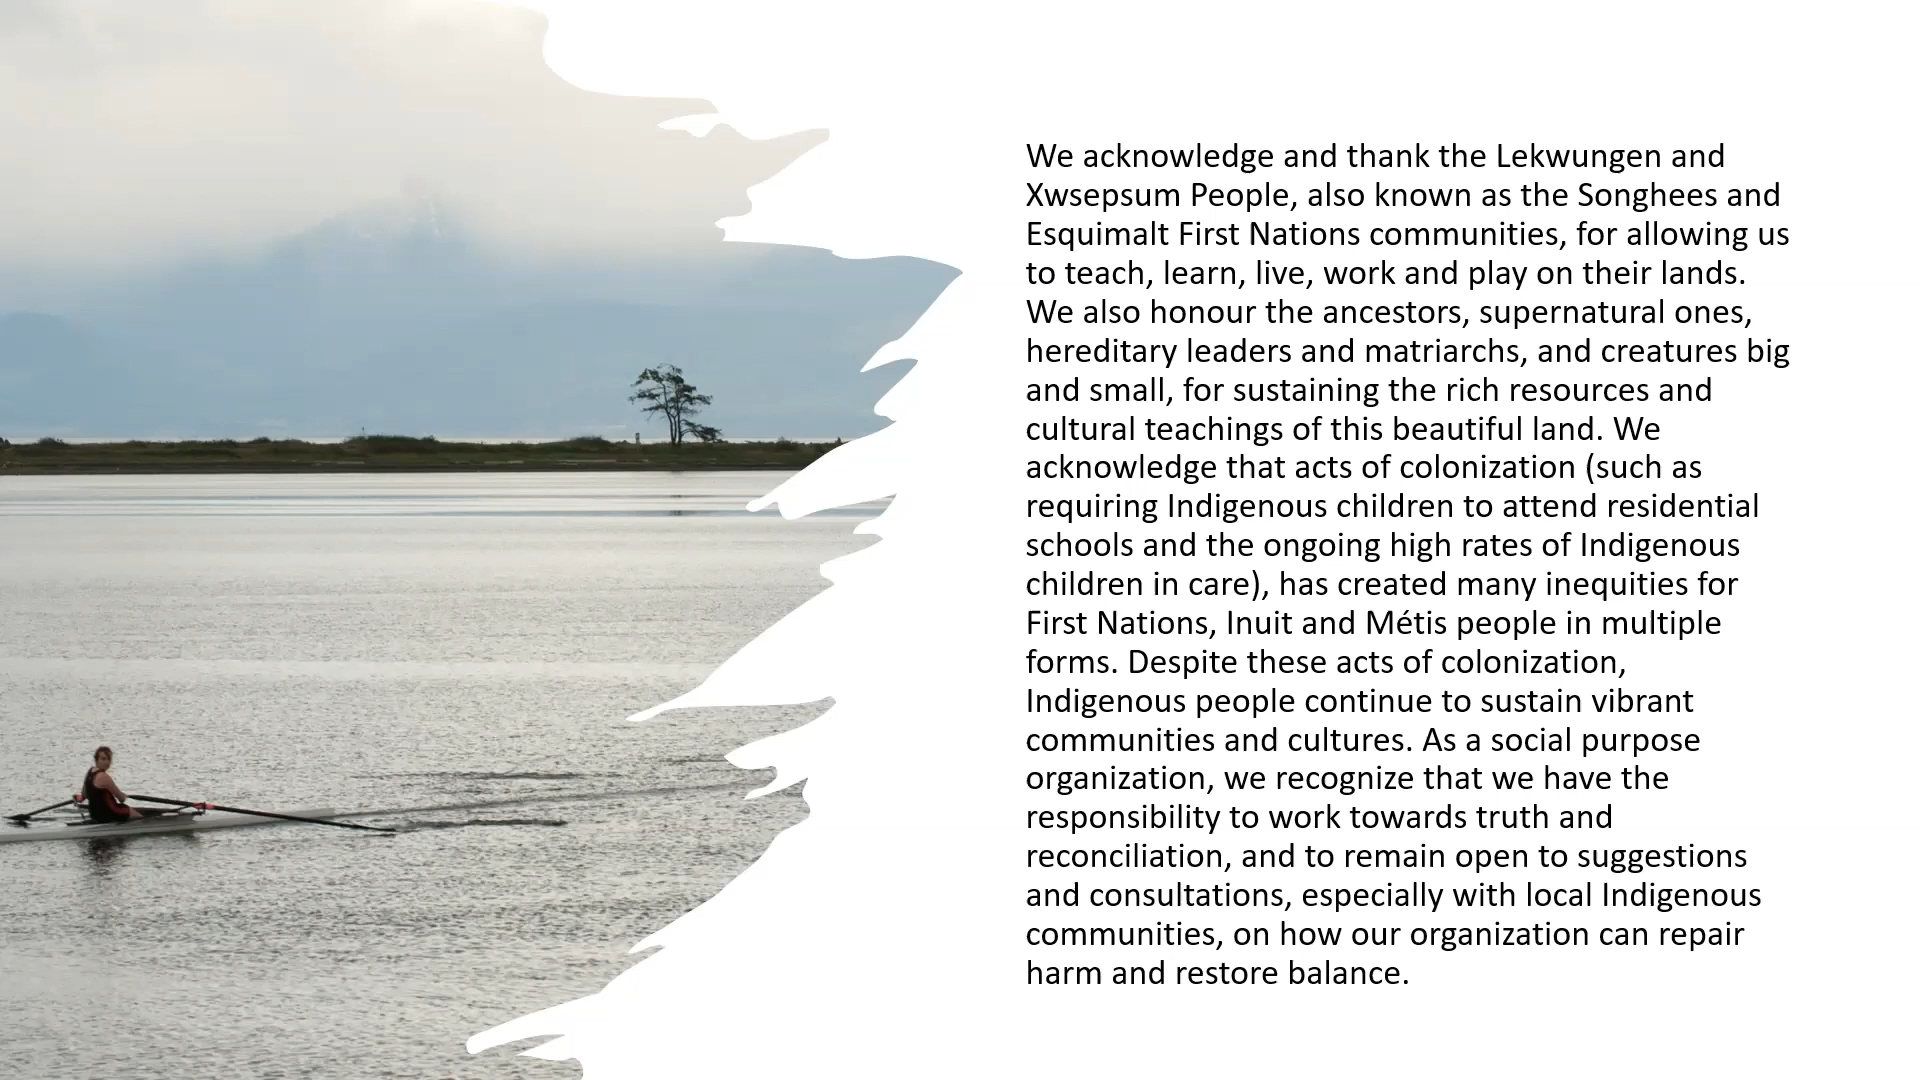 We acknowledge and thank the Lekwungen and
Xwsepsum People, also known as the Songhees and
Esquimalt First Nations communities, for allowing us
to teach, learn, live, work and play on their lands.
We also honour the ancestors, supernatural ones,
hereditary leaders and matriarchs, and creatures big
and small, for sustaining the rich resources and
cultural teachings of this beautiful land. We
acknowledge that acts of colonization (such as
requiring Indigenous children to attend residential
schools and the ongoing high rates of Indigenous
children in care), has created many inequities for
First Nations, Inuit and Métis people in multiple
forms. Despite these acts of colonization,
Indigenous people continue to sustain vibrant
communities and cultures. As a social purpose
organization, we recognize that we have the
responsibility to work towards truth and
reconciliation, and to remain open to suggestions
and consultations, especially with local Indigenous
communities, on how our organization can repair
harm and restore balance.